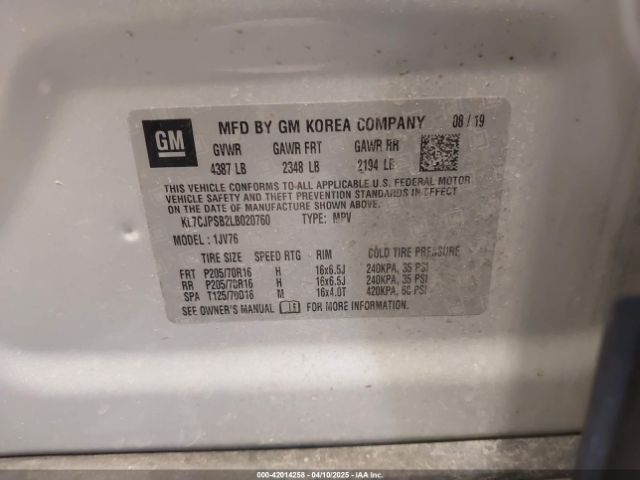 GM
MFD BY GM KOREA COMPANY 08 / 19
GVWR GAWR FRT GAWR RR
4387 LB 2348 LB 2194 LB
THIS VEHICLE CONFORMS TO ALL APPLICABLE U.S. FEDERAL MOTOR
VEHICLE SAFETY AND THEFT PREVENTION STANDARDS IN EFFECT
ON THE DATE OF MANUFACTURE SHOWN ABOVE.
KL7CJPSB2LB020760 TYPE: MPV
MODEL : 1JV76
TIRE SIZE SPEED RTG RIM COLD TIRE PRESSURE
FRT P205/70R16 H 16x6.5J 240KPA, 35 PSI
RR P205/70R16 H 16x6.5J 240KPA, 35 PSI
SPA T125/70D16 M 16x4.0T 420KPA, 60 PSI
SEE OWNER'S MANUAL FOR MORE INFORMATION.
000-42014258 - 04/10/2025 - IAA Inc.